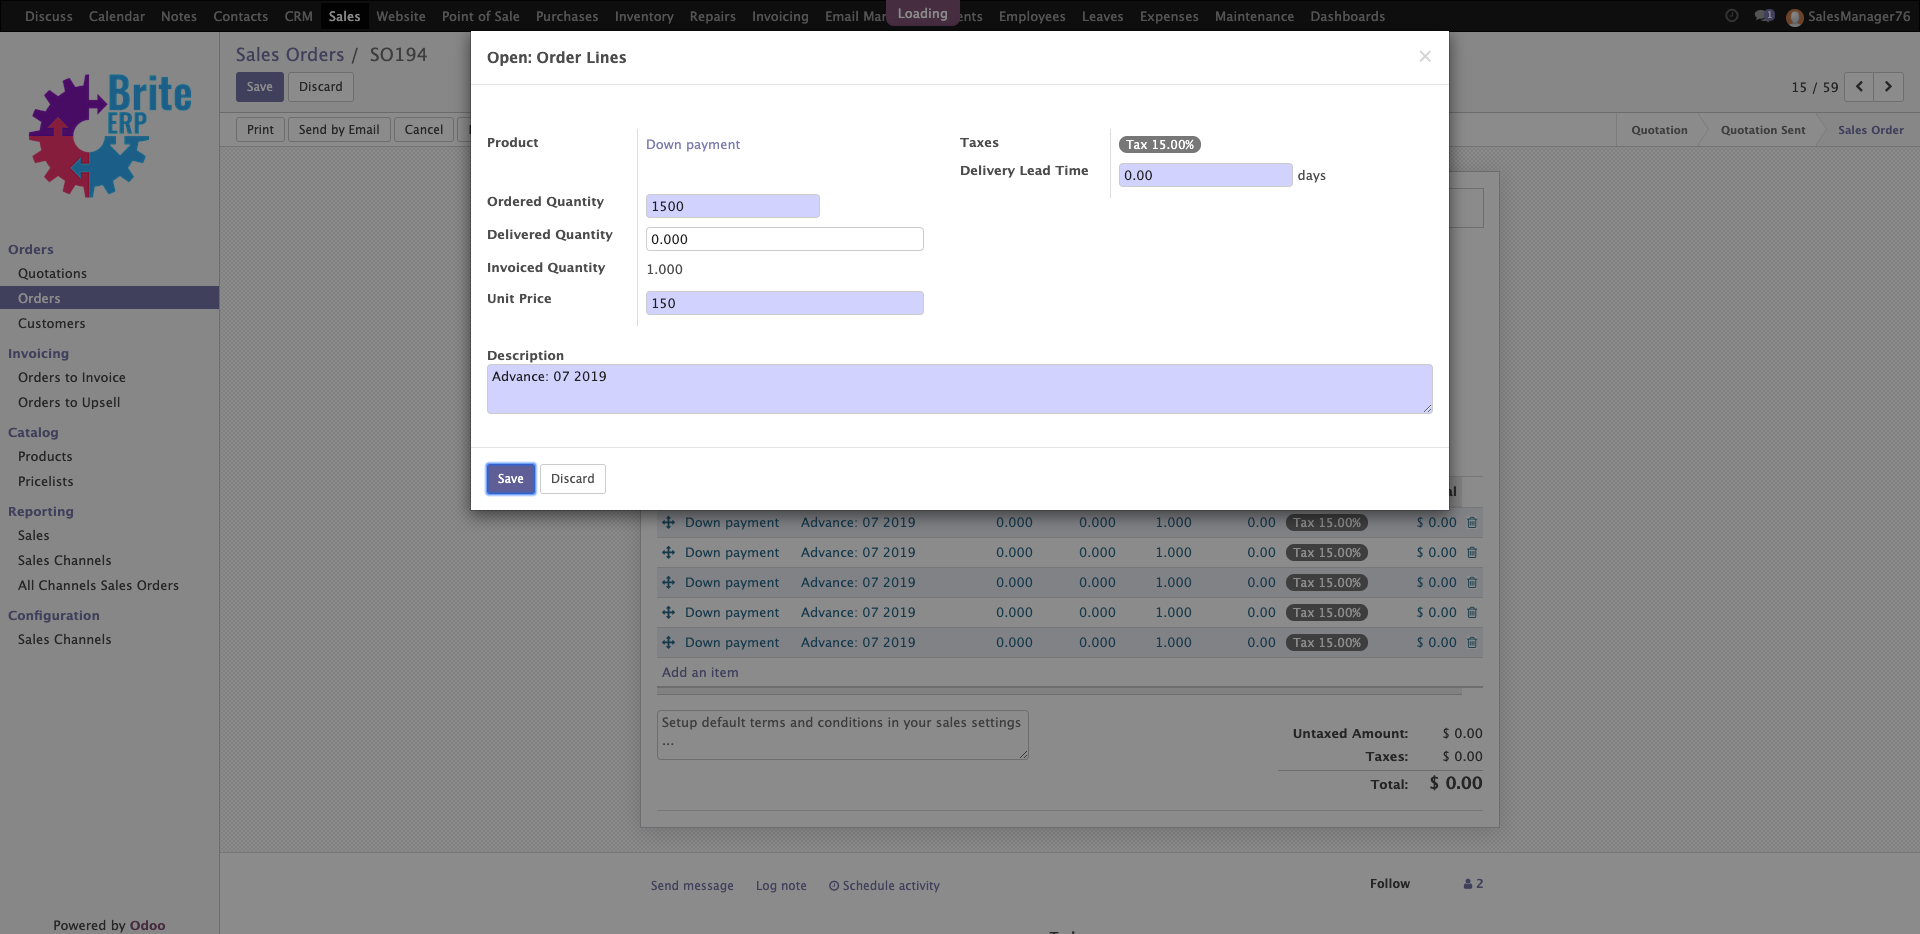 Discuss Calendar Notes Contacts CRM Sales Website Point of Sale Purchases Inventory Repairs Invoicing Email Loading Employees Leaves Expenses Maintenance Dashboards 1 SalesManager76
Brite
ERP
Sales Orders / SO194
Save Discard
15 / 59
Print Send by Email Cancel
Quotation Quotation Sent Sales Order
Orders
Quotations
Orders
Customers
Invoicing
Orders to Invoice
Orders to Upsell
Catalog
Products
Pricelists
Reporting
Sales
Sales Channels
All Channels Sales Orders
Configuration
Sales Channels
Powered by Odoo
Open: Order Lines ×
Product Down payment
Taxes Tax 15.00%
Delivery Lead Time 0.00 days
Ordered Quantity 1500
Delivered Quantity 0.000
Invoiced Quantity 1.000
Unit Price 150
Description
Advance: 07 2019
Save Discard
Down payment Advance: 07 2019 0.000 0.000 1.000 0.00 Tax 15.00% $ 0.00
Down payment Advance: 07 2019 0.000 0.000 1.000 0.00 Tax 15.00% $ 0.00
Down payment Advance: 07 2019 0.000 0.000 1.000 0.00 Tax 15.00% $ 0.00
Down payment Advance: 07 2019 0.000 0.000 1.000 0.00 Tax 15.00% $ 0.00
Down payment Advance: 07 2019 0.000 0.000 1.000 0.00 Tax 15.00% $ 0.00
Add an item
Setup default terms and conditions in your sales settings
...
Untaxed Amount: $ 0.00
Taxes: $ 0.00
Total: $ 0.00
Send message Log note Schedule activity
Follow 2